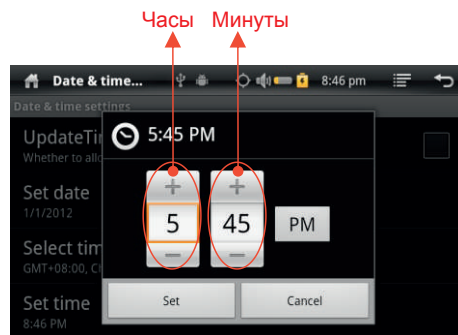 Часы Минуты
Date & time... 8:46 pm
Date & time settings
UpdateTi
Whether to allo
5:45 PM
Set date
1/1/2012
+ +
5 45 PM
− −
Select tim
GMT+08:00, C
Set time
8:46 PM
Set Cancel